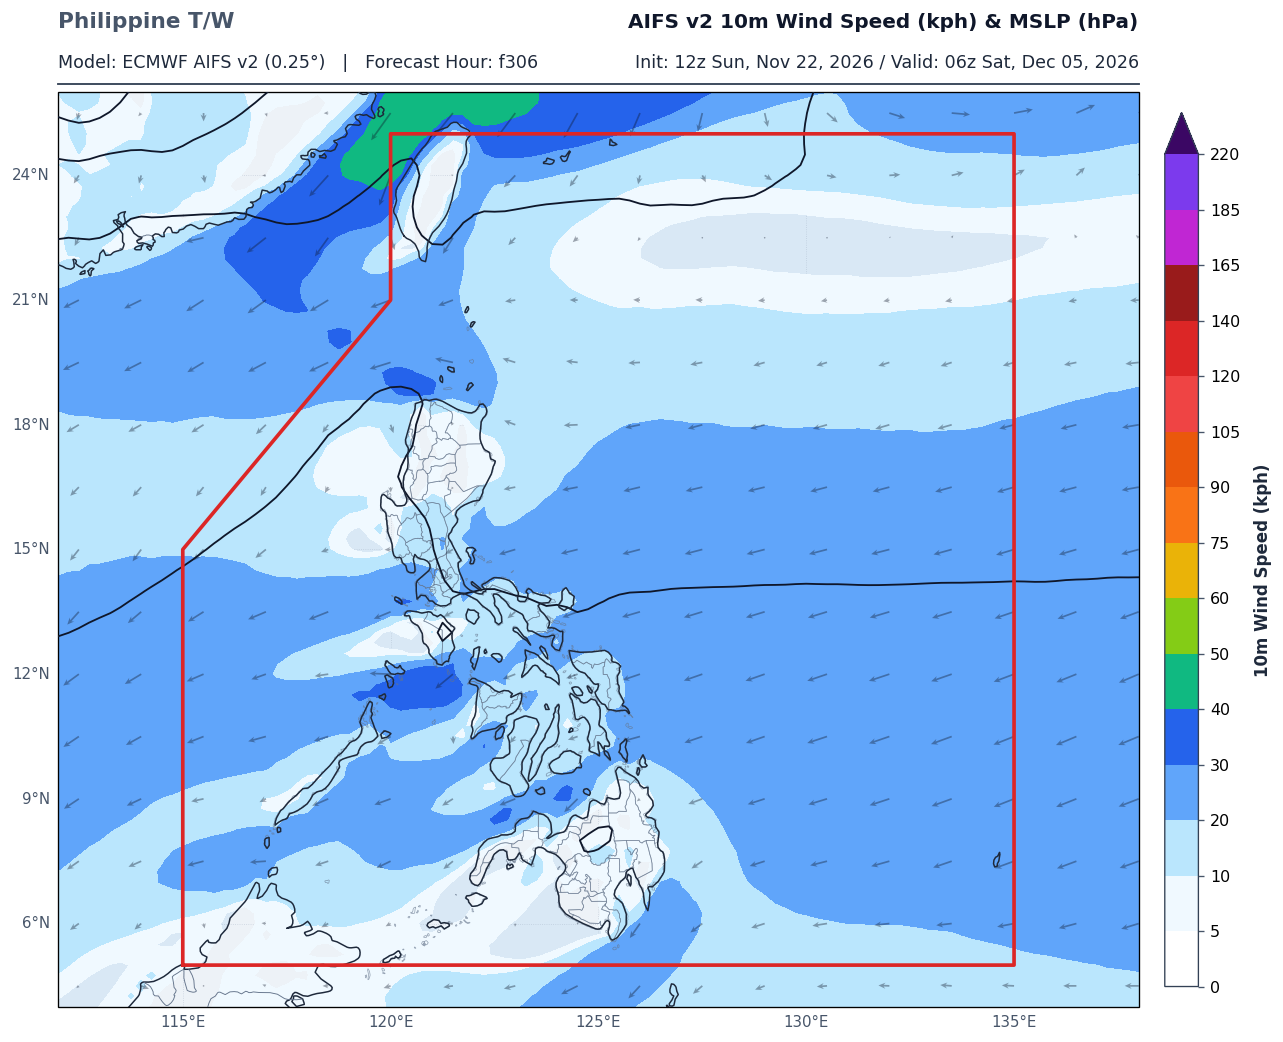 Philippine T/W
AIFS v2 10m Wind Speed (kph) & MSLP (hPa)
Model: ECMWF AIFS v2 (0.25°) | Forecast Hour: f306
Init: 12z Sun, Nov 22, 2026 / Valid: 06z Sat, Dec 05, 2026
24°N
21°N
18°N
15°N
12°N
9°N
6°N
115°E
120°E
125°E
130°E
135°E
220
185
165
140
120
105
90
75
60
50
40
30
20
10
5
0
10m Wind Speed (kph)